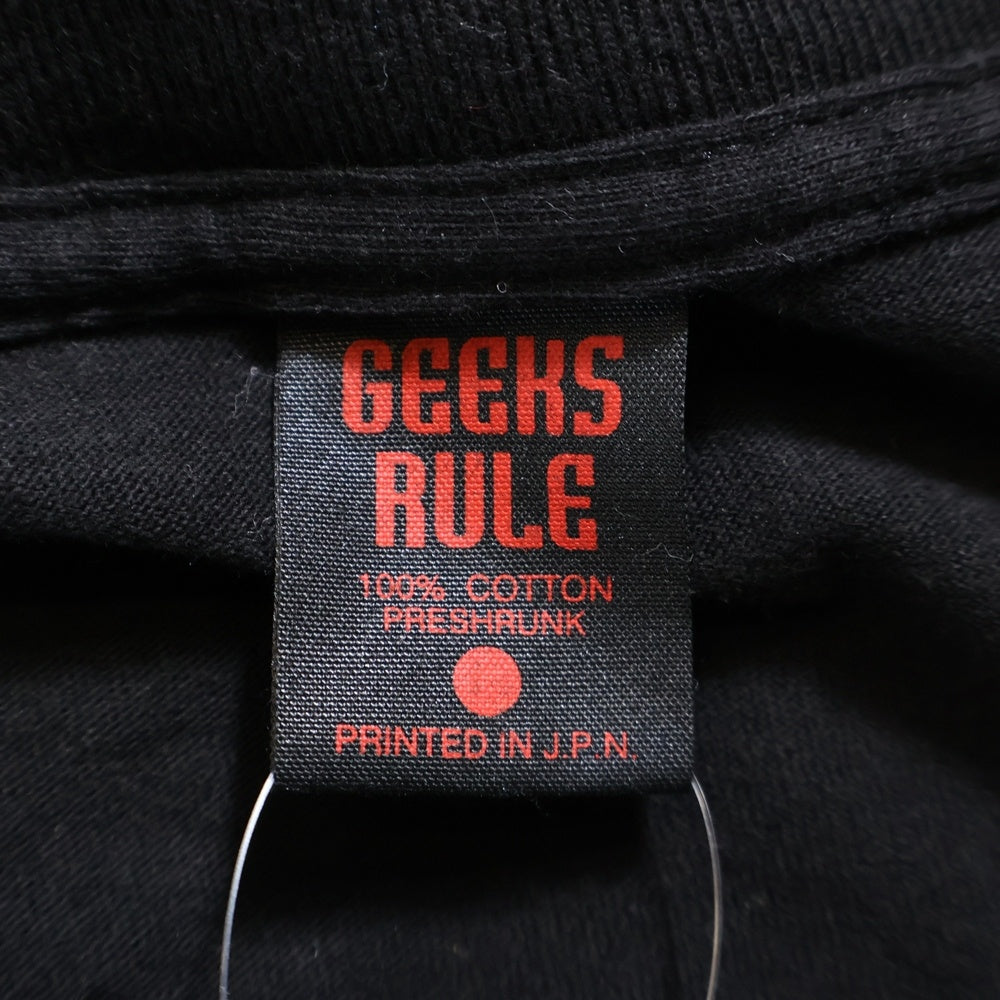 GEEKS
RULE
100% COTTON
PRESHRUNK
PRINTED IN J.P.N.